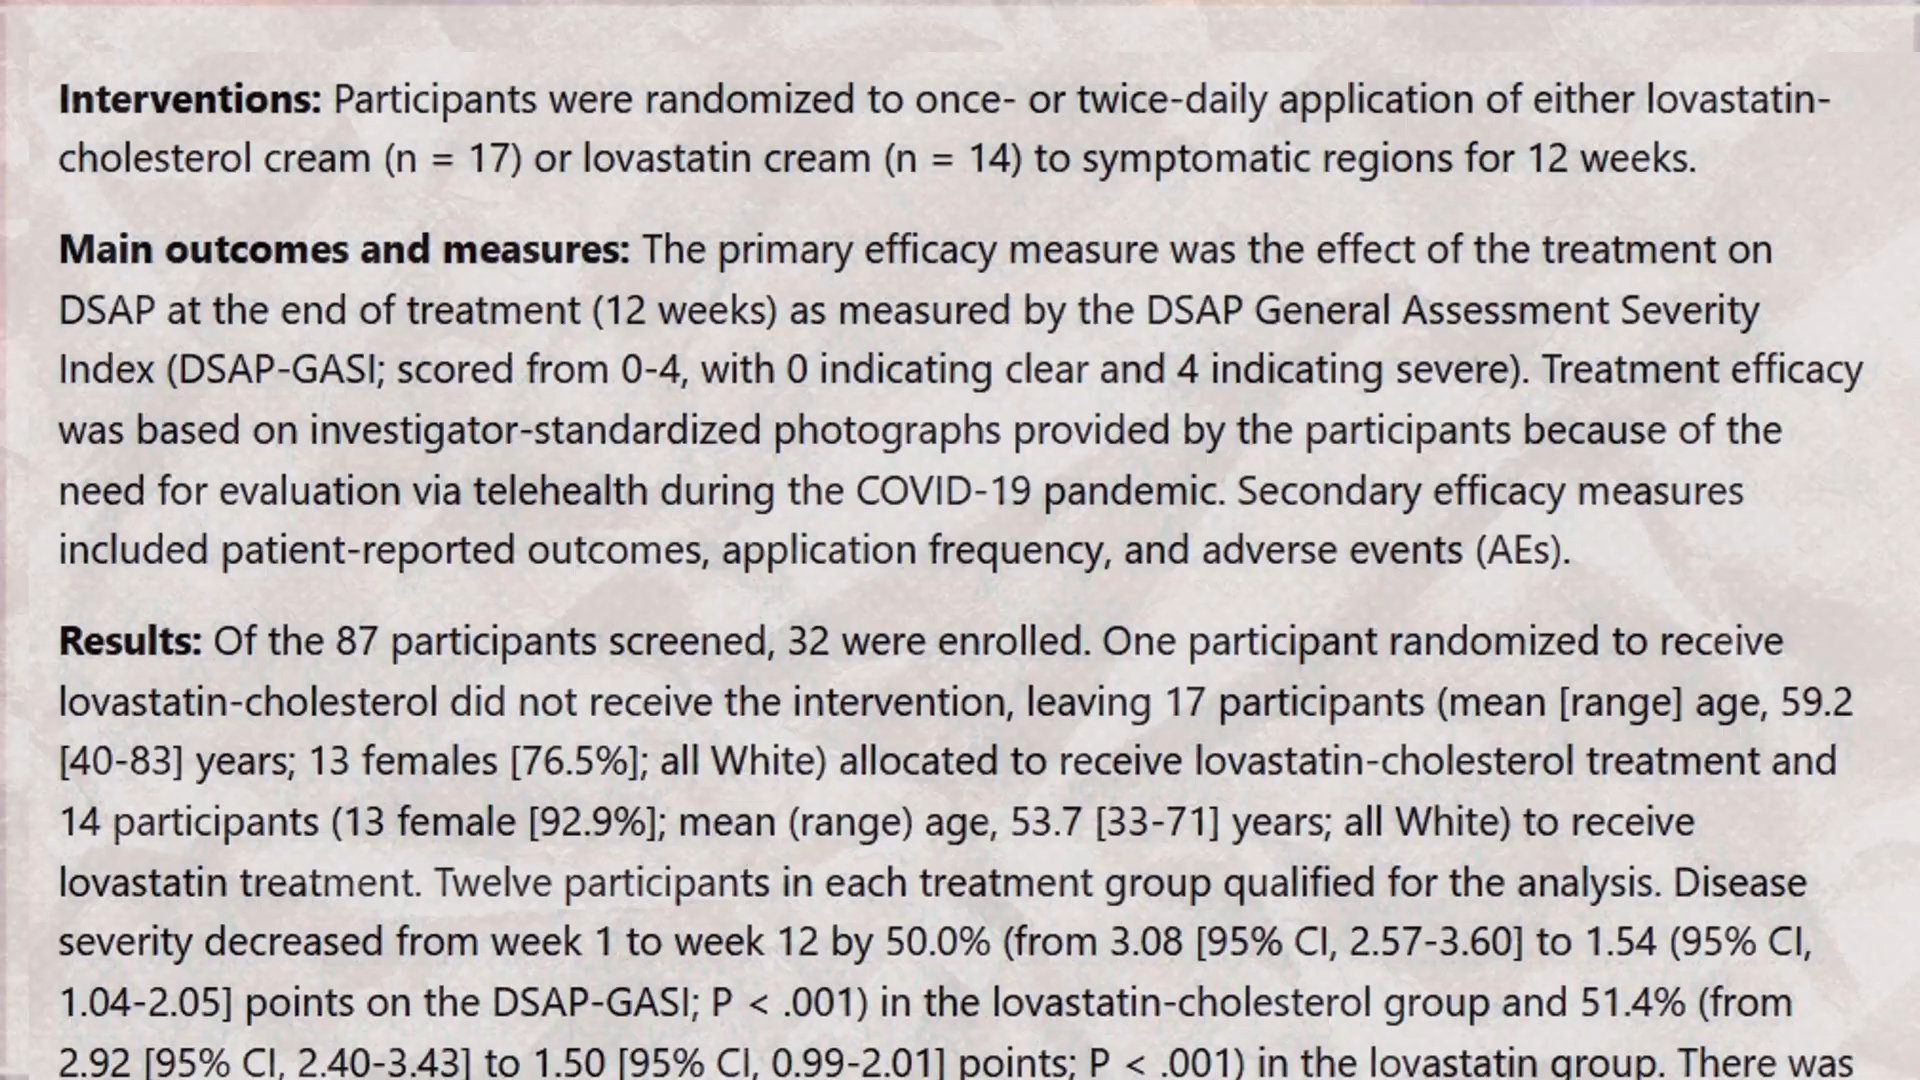 Interventions: Participants were randomized to once- or twice-daily application of either lovastatin-
cholesterol cream (n = 17) or lovastatin cream (n = 14) to symptomatic regions for 12 weeks.
Main outcomes and measures: The primary efficacy measure was the effect of the treatment on
DSAP at the end of treatment (12 weeks) as measured by the DSAP General Assessment Severity
Index (DSAP-GASI; scored from 0-4, with 0 indicating clear and 4 indicating severe). Treatment efficacy
was based on investigator-standardized photographs provided by the participants because of the
need for evaluation via telehealth during the COVID-19 pandemic. Secondary efficacy measures
included patient-reported outcomes, application frequency, and adverse events (AEs).
Results: Of the 87 participants screened, 32 were enrolled. One participant randomized to receive
lovastatin-cholesterol did not receive the intervention, leaving 17 participants (mean [range] age, 59.2
[40-83] years; 13 females [76.5%]; all White) allocated to receive lovastatin-cholesterol treatment and
14 participants (13 female [92.9%]; mean (range) age, 53.7 [33-71] years; all White) to receive
lovastatin treatment. Twelve participants in each treatment group qualified for the analysis. Disease
severity decreased from week 1 to week 12 by 50.0% (from 3.08 [95% CI, 2.57-3.60] to 1.54 (95% CI,
1.04-2.05] points on the DSAP-GASI; P < .001) in the lovastatin-cholesterol group and 51.4% (from
2.92 [95% CI, 2.40-3.43] to 1.50 [95% CI, 0.99-2.01] points; P < .001) in the lovastatin group. There was